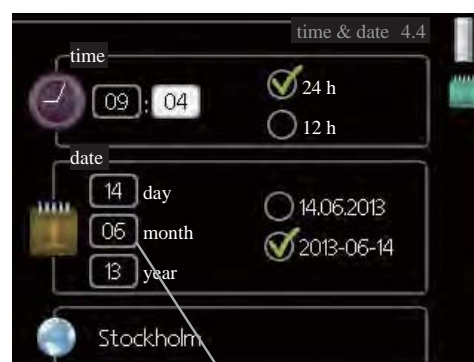 time & date 4.4
time
09 : 04
24 h
12 h
date
14 day
06 month
13 year
14.06.2013
2013-06-14
Stockholm